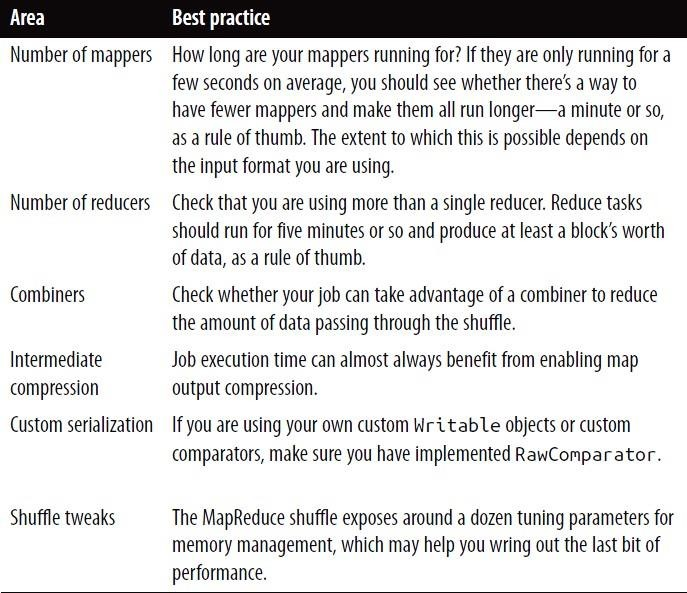 Area Best practice
Number of mappers How long are your mappers running for? If they are only running for a
few seconds on average, you should see whether there's a way to
have fewer mappers and make them all run longer—a minute or so,
as a rule of thumb. The extent to which this is possible depends on
the input format you are using.
Number of reducers Check that you are using more than a single reducer. Reduce tasks
should run for five minutes or so and produce at least a block's worth
of data, as a rule of thumb.
Combiners Check whether your job can take advantage of a combiner to reduce
the amount of data passing through the shuffle.
Intermediate Job execution time can almost always benefit from enabling map
compression output compression.
Custom serialization If you are using your own custom Writable objects or custom
comparators, make sure you have implemented RawComparator.
Shuffle tweaks The MapReduce shuffle exposes around a dozen tuning parameters for
memory management, which may help you wring out the last bit of
performance.